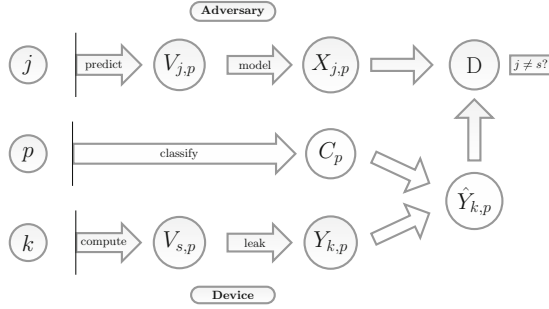 Adversary
j predict V_{j,p} model X_{j,p} D j ≠ s?
p classify C_p
Ŷ_{k,p}
k compute V_{s,p} leak Y_{k,p}
Device